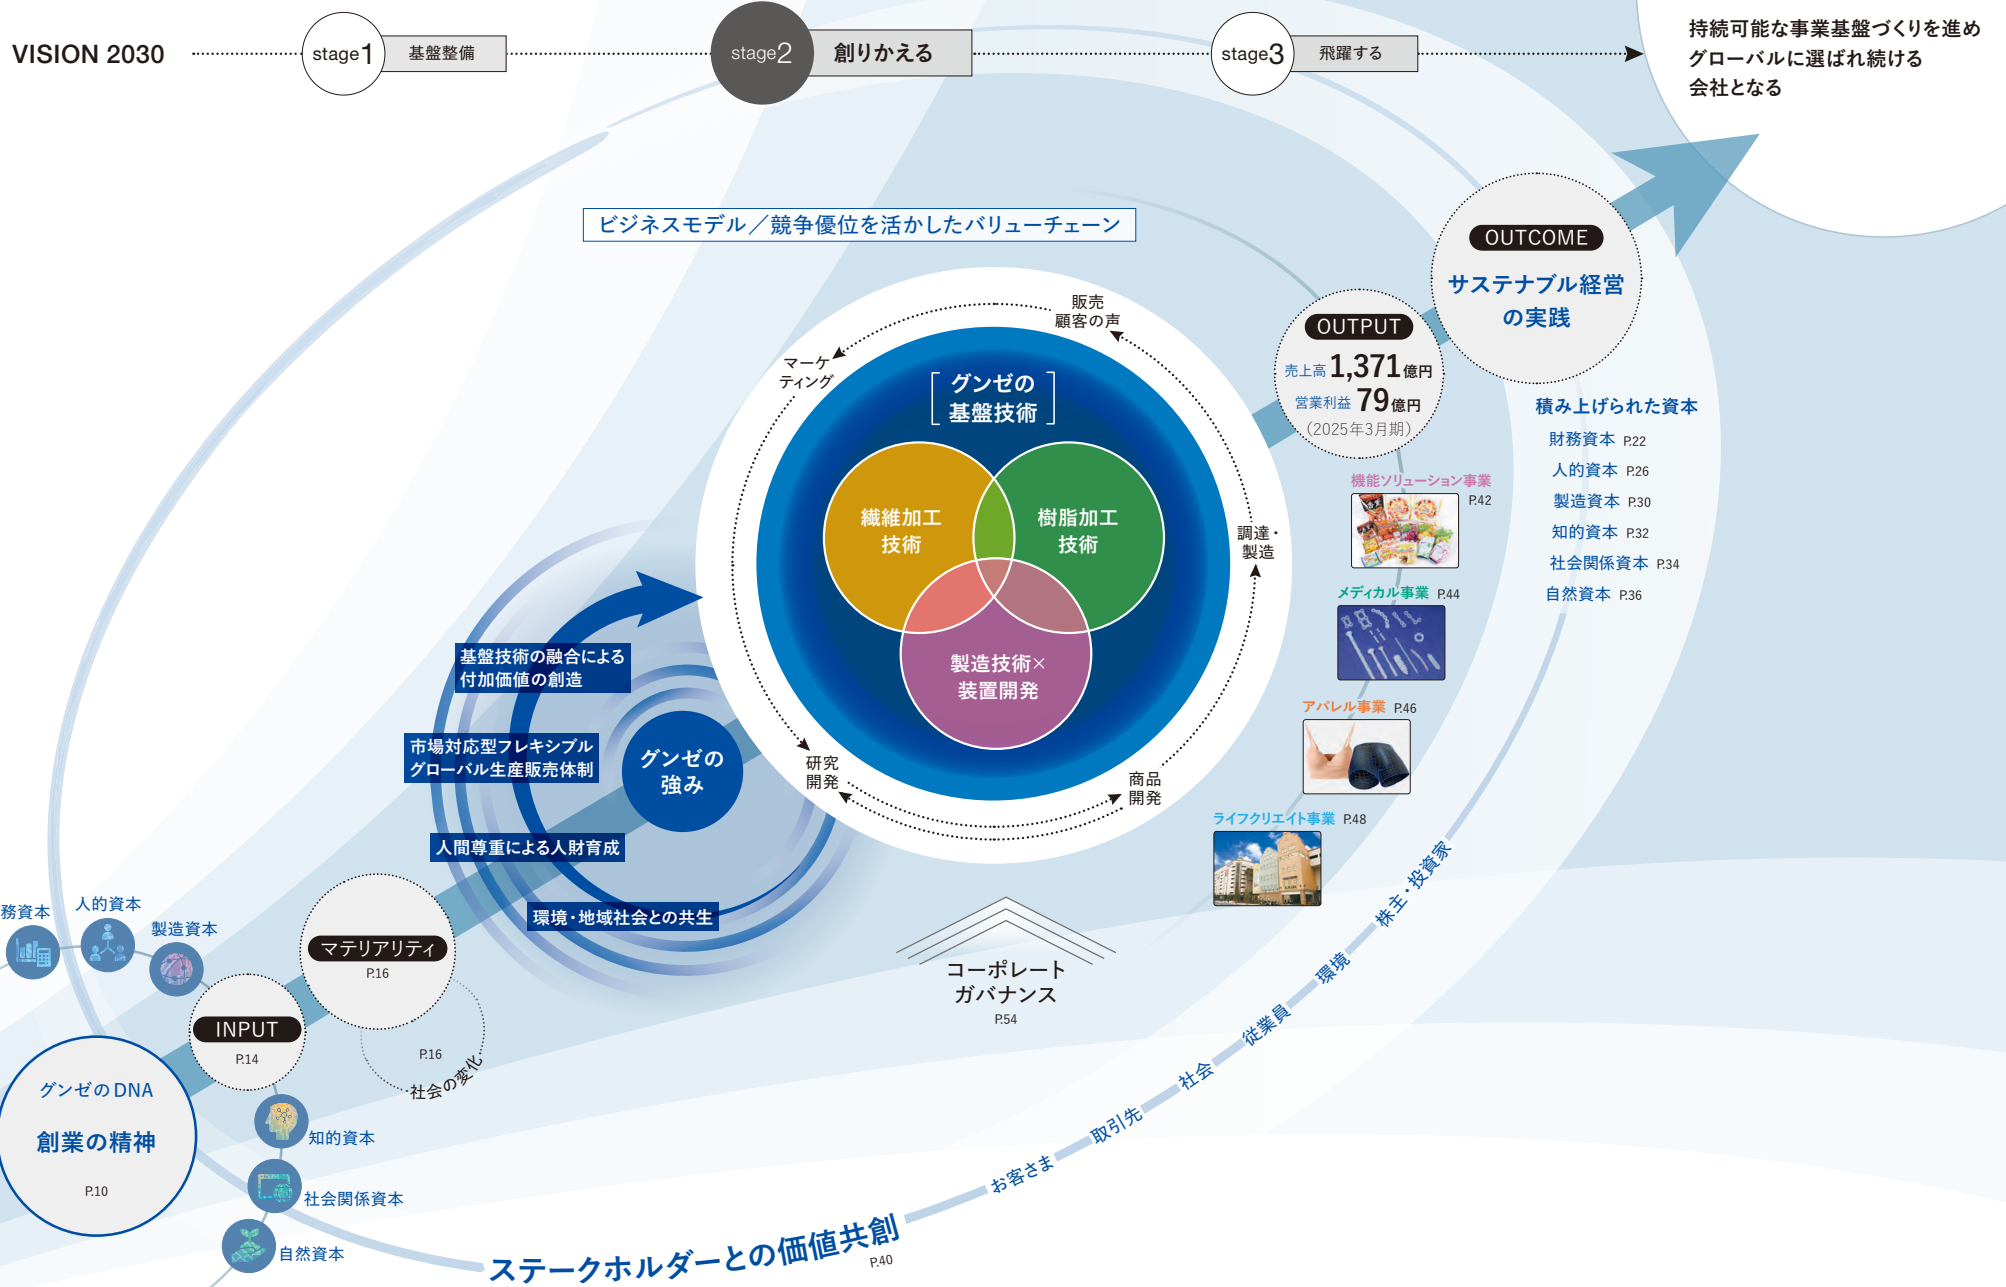 VISION 2030
stage1
基盤整備
stage2
創りかえる
stage3
飛躍する
持続可能な事業基盤づくりを進め
グローバルに選ばれ続ける
会社となる
ビジネスモデル／競争優位を活かしたバリューチェーン
OUTCOME
サステナブル経営
の実践
OUTPUT
売上高 1,371億円
営業利益 79億円
（2025年3月期）
積み上げられた資本
財務資本 P.22
人的資本 P.26
製造資本 P.30
知的資本 P.32
社会関係資本 P.34
自然資本 P.36
販売
顧客の声
マーケ
ティング
グンゼの
基盤技術
繊維加工
技術
樹脂加工
技術
製造技術×
装置開発
調達・
製造
研究
開発
商品
開発
機能ソリューション事業
P.42
メディカル事業 P.44
アパレル事業 P.46
ライフクリエイト事業 P.48
基盤技術の融合による
付加価値の創造
市場対応型フレキシブル
グローバル生産販売体制
人間尊重による人財育成
環境・地域社会との共生
グンゼの
強み
コーポレート
ガバナンス
P.54
務資本
人的資本
製造資本
マテリアリティ
P.16
INPUT
P.14
P.16
社会の変化
グンゼのDNA
創業の精神
P.10
知的資本
社会関係資本
自然資本
ステークホルダーとの価値共創
P.40
お客さま
取引先
社会
従業員
環境
株主・投資家